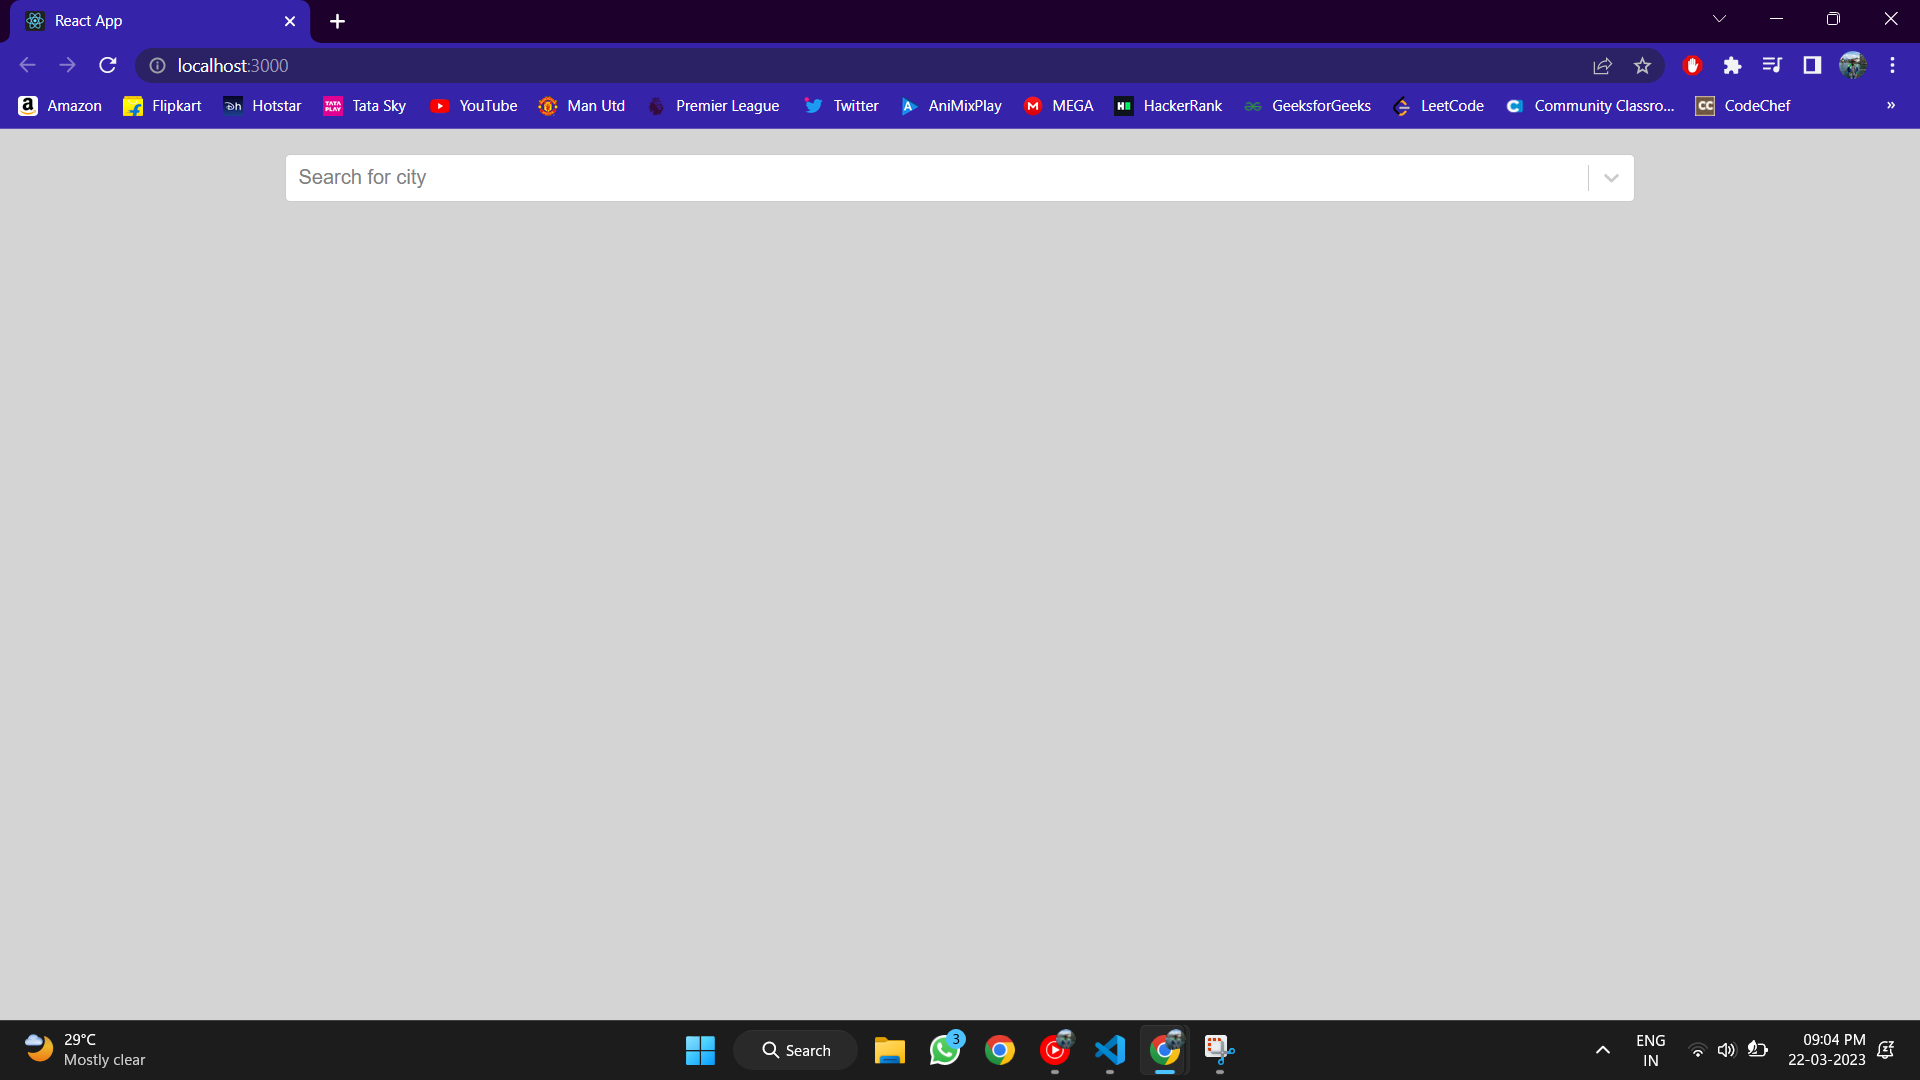 React App
localhost:3000
Amazon Flipkart Hotstar Tata Sky YouTube Man Utd Premier League Twitter AniMixPlay MEGA HackerRank GeeksforGeeks LeetCode Community Classro... CodeChef »
Search for city
29°C
Mostly clear
Search
3
ENG
IN
09:04 PM
22-03-2023